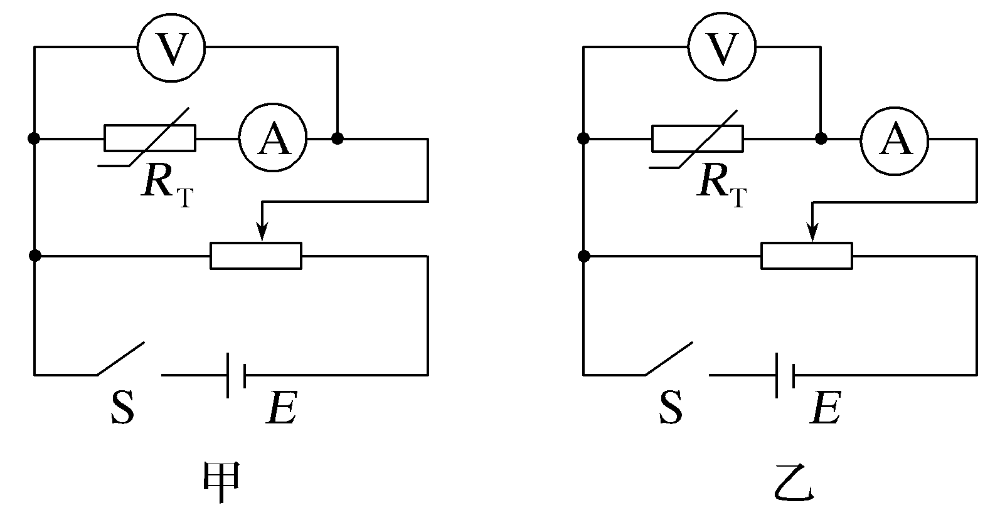 V V
A A
R_T R_T
S E S E
甲 乙